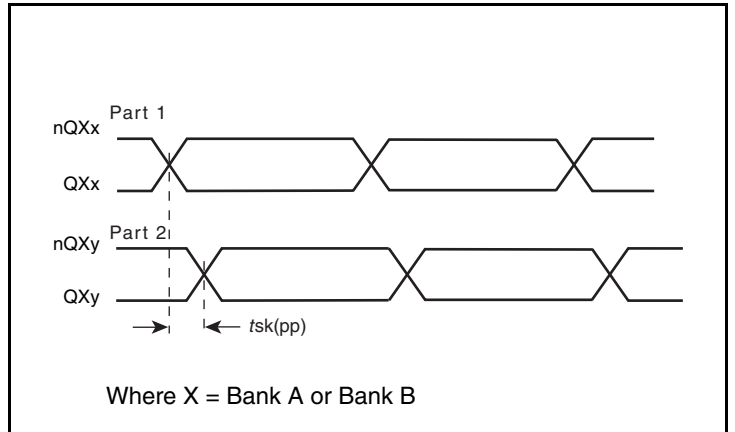 Part 1
nQXx
QXx
Part 2
nQXy
QXy
tsk(pp)
Where X = Bank A or Bank B